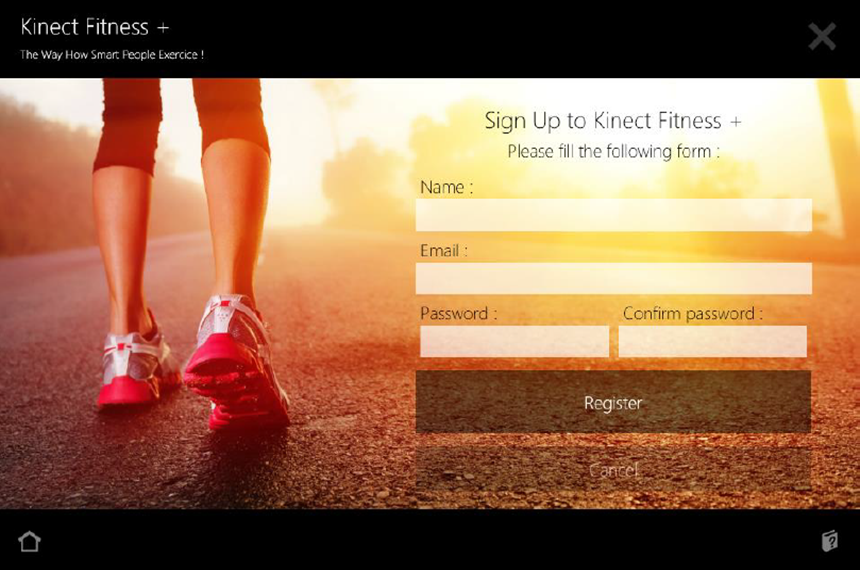 Kinect Fitness +
The Way How Smart People Exercice !
Sign Up to Kinect Fitness +
Please fill the following form :
Name :
Email :
Password : Confirm password :
Register
Cancel
?